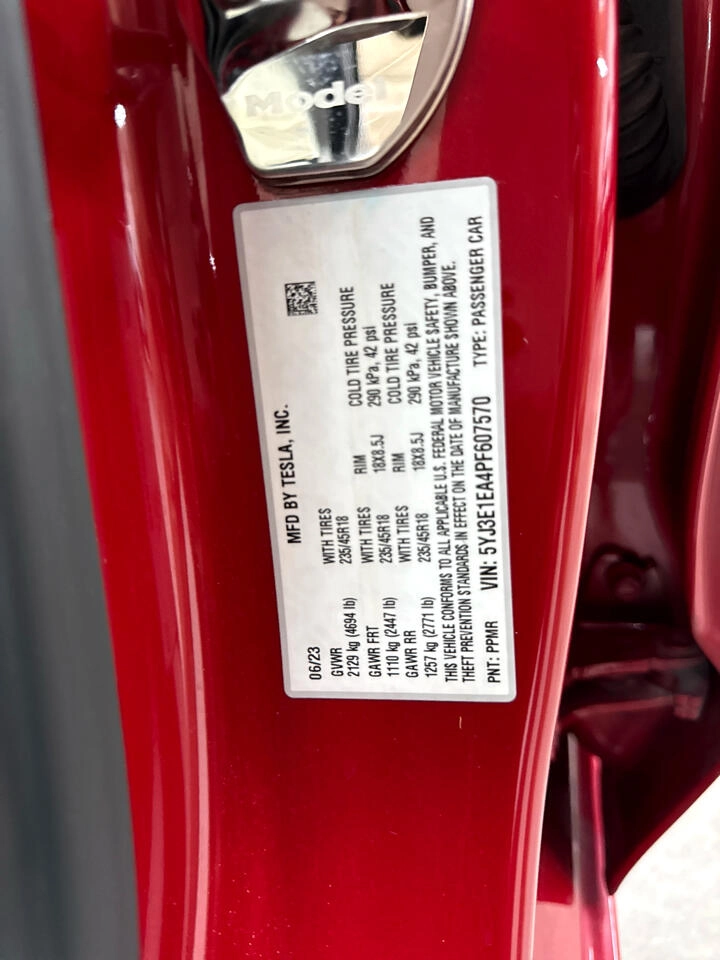 Model
MFD BY TESLA, INC.
06/23
GVWR WITH TIRES RIM COLD TIRE PRESSURE
2129 kg (4694 lb) 235/45R18 18X8.5J 290 kPa, 42 psi
GAWR FRT WITH TIRES RIM COLD TIRE PRESSURE
1110 kg (2447 lb) 235/45R18 18X8.5J 290 kPa, 42 psi
GAWR RR
1257 kg (2771 lb) 235/45R18
THIS VEHICLE CONFORMS TO ALL APPLICABLE U.S. FEDERAL MOTOR VEHICLE SAFETY, BUMPER, AND
THEFT PREVENTION STANDARDS IN EFFECT ON THE DATE OF MANUFACTURE SHOWN ABOVE.
PNT: PPMR VIN: 5YJ3E1EA4PF607570 TYPE: PASSENGER CAR